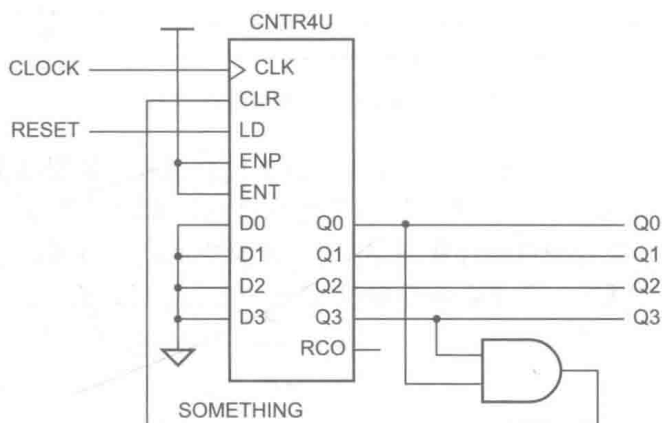 CNTR4U
CLOCK
CLK
CLR
RESET
LD
ENP
ENT
D0 Q0 Q0
D1 Q1 Q1
D2 Q2 Q2
D3 Q3 Q3
RCO
SOMETHING